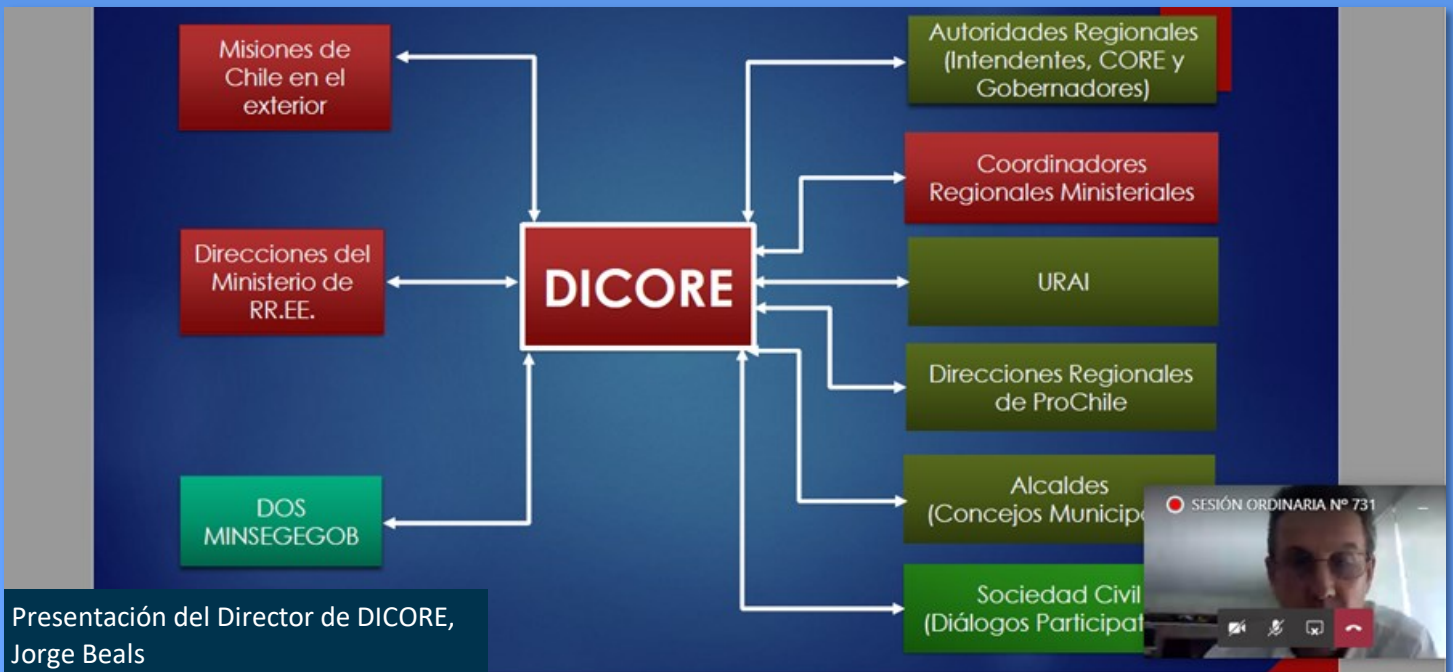 Misiones de
Chile en el
exterior
Direcciones del
Ministerio de
RR.EE.
DOS
MINSEGEGOB
DICORE
Autoridades Regionales
(Intendentes, CORE y
Gobernadores)
Coordinadores
Regionales Ministeriales
URAI
Direcciones Regionales
de ProChile
Alcaldes
(Concejos
Sociedad Civil
(Diálogos
SESIÓN ORDINARIA Nº 731
Presentación del Director de DICORE,
Jorge Beals